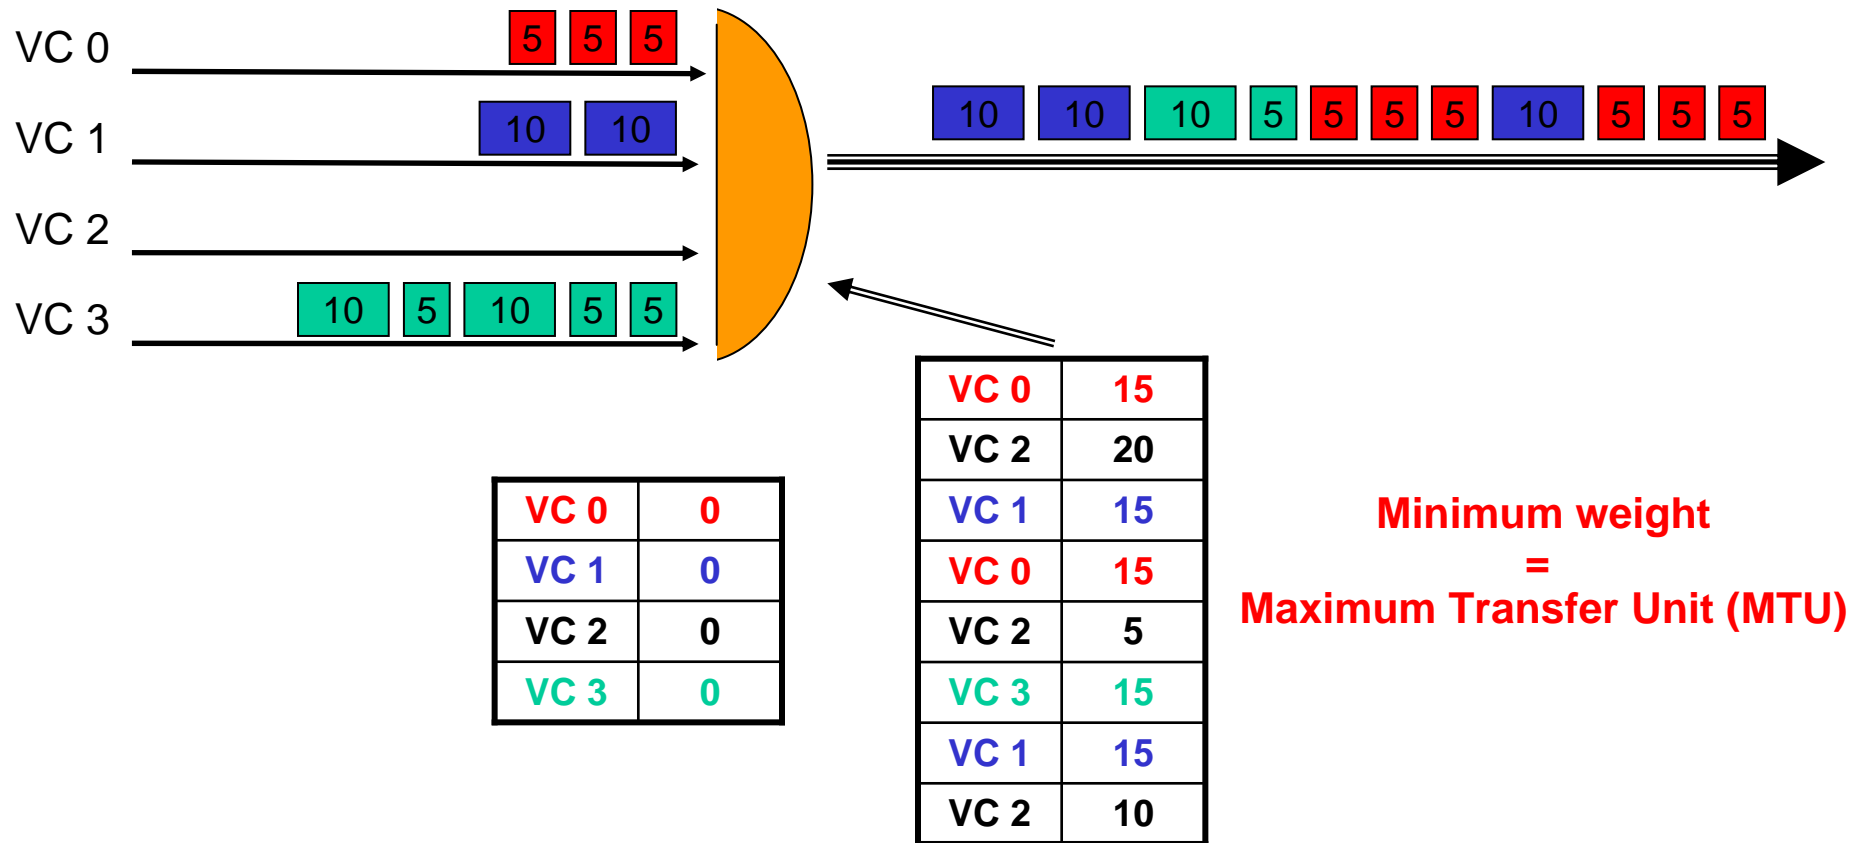 VC 0
5 5 5
VC 1
10 10
VC 2
VC 3
10 5 10 5 5
10 10 10 5 5 5 5 10 5 5 5
VC 0 0
VC 1 0
VC 2 0
VC 3 0
VC 0 15
VC 2 20
VC 1 15
VC 0 15
VC 2 5
VC 3 15
VC 1 15
VC 2 10
Minimum weight
=
Maximum Transfer Unit (MTU)